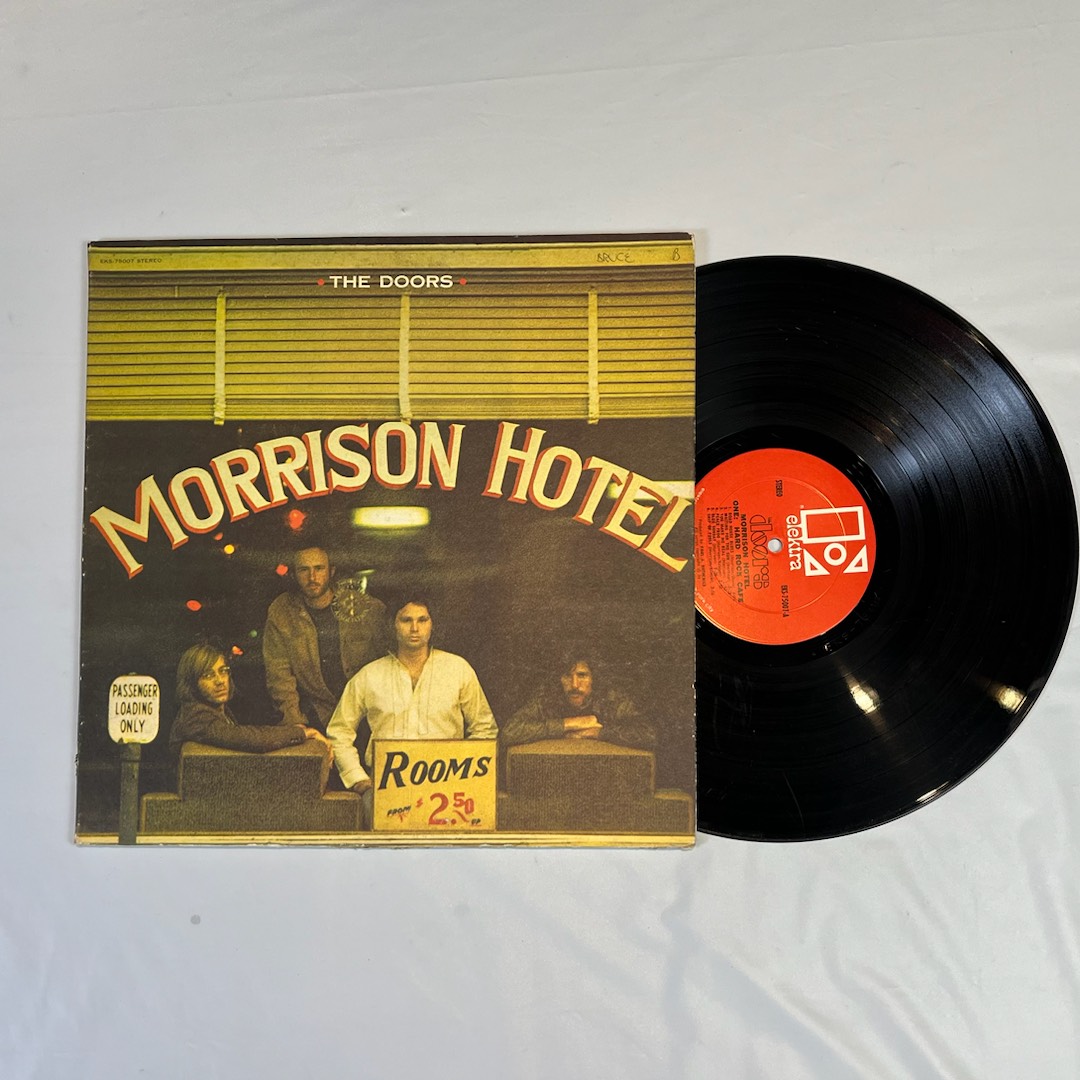 EKS-75007 STEREO
BRUCE B
THE DOORS
MORRISON HOTEL
PASSENGER
LOADING
ONLY
ROOMS
FROM $2.50 UP
elektra
doors
MORRISON HOTEL
ONE: HARD ROCK CAFE
STEREO
EKS-75007-A